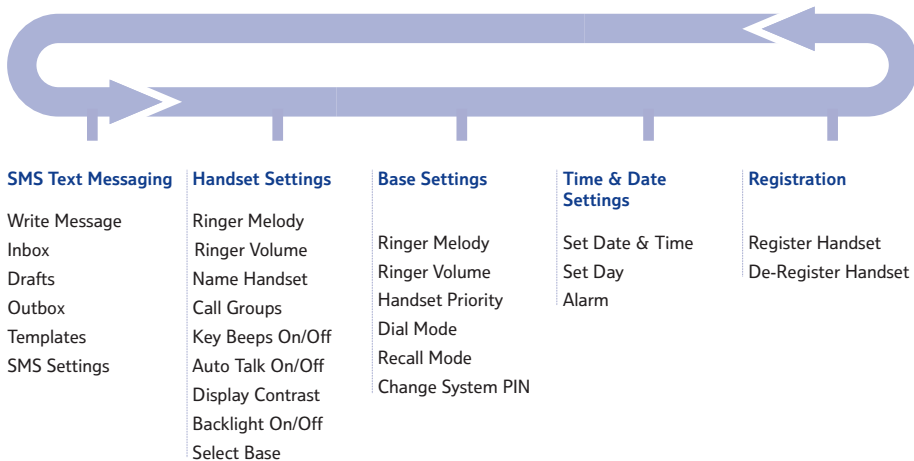 SMS Text Messaging
Write Message
Inbox
Drafts
Outbox
Templates
SMS Settings
Handset Settings
Ringer Melody
Ringer Volume
Name Handset
Call Groups
Key Beeps On/Off
Auto Talk On/Off
Display Contrast
Backlight On/Off
Select Base
Base Settings
Ringer Melody
Ringer Volume
Handset Priority
Dial Mode
Recall Mode
Change System PIN
Time & Date
Settings
Set Date & Time
Set Day
Alarm
Registration
Register Handset
De-Register Handset